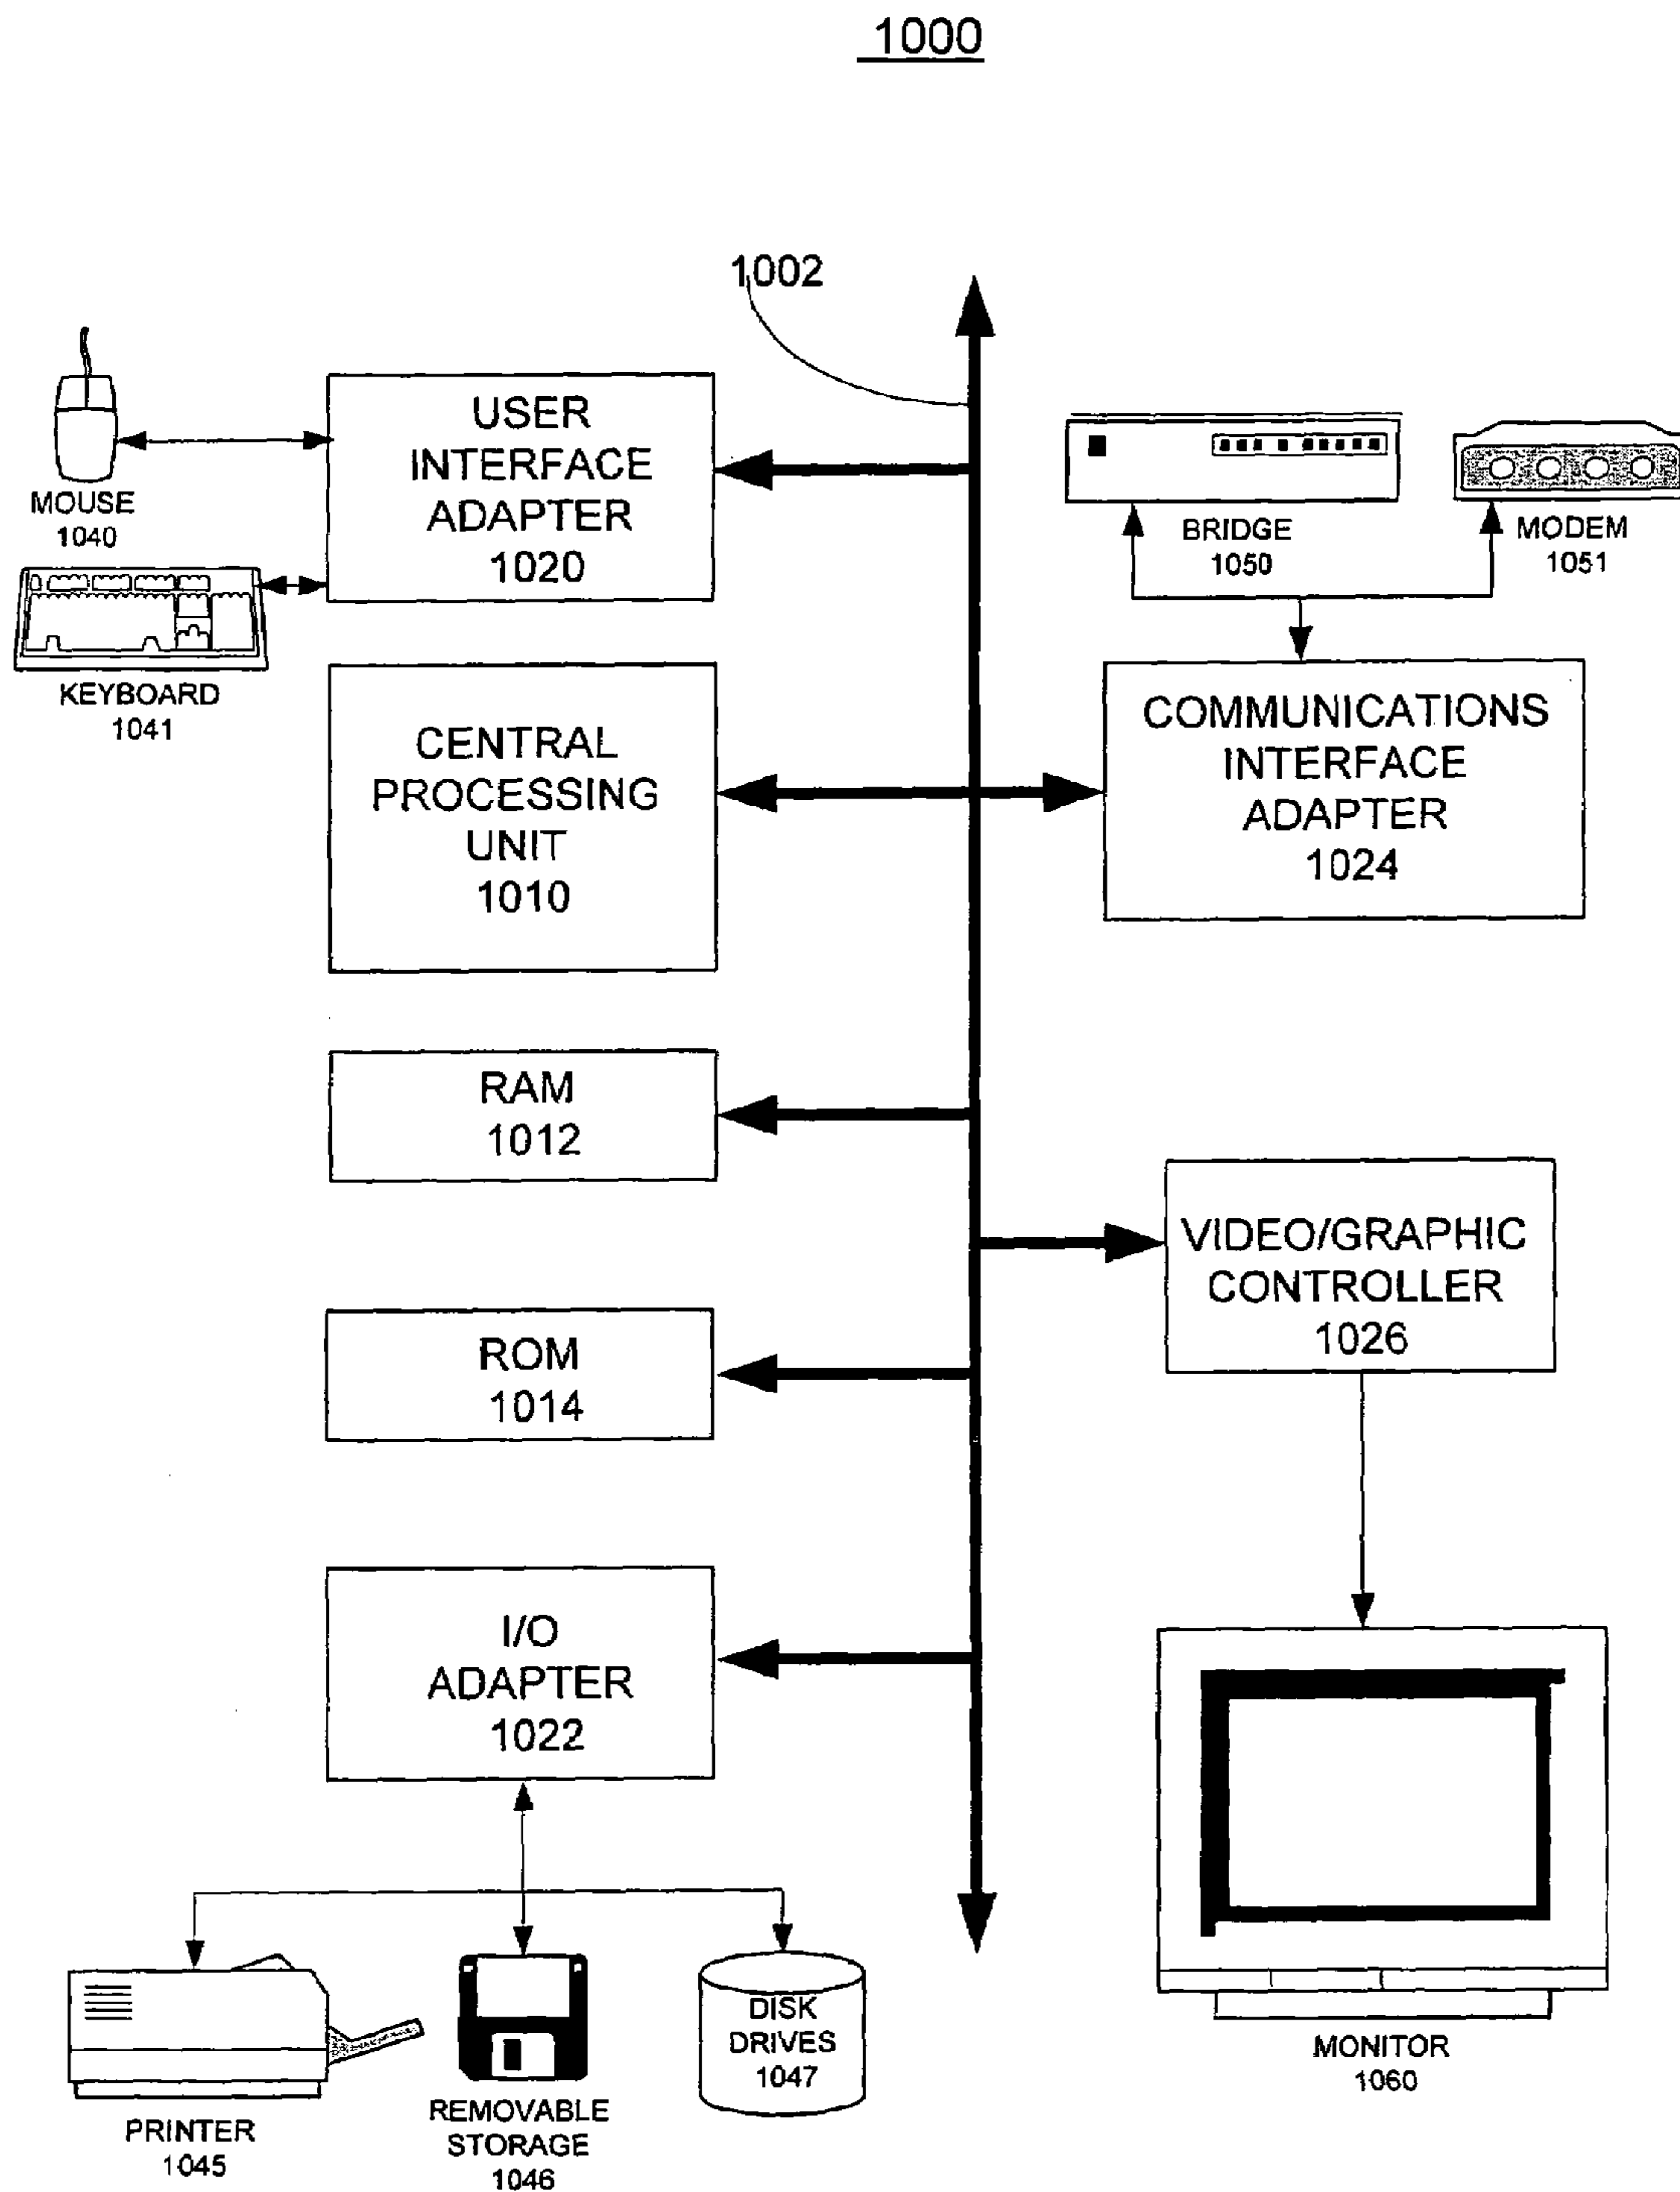 1000
1002
USER
INTERFACE
ADAPTER
1020
MOUSE
1040
KEYBOARD
1041
BRIDGE
1050
MODEM
1051
CENTRAL
PROCESSING
UNIT
1010
COMMUNICATIONS
INTERFACE
ADAPTER
1024
RAM
1012
VIDEO/GRAPHIC
CONTROLLER
1026
ROM
1014
I/O
ADAPTER
1022
PRINTER
1045
REMOVABLE
STORAGE
1046
DISK
DRIVES
1047
MONITOR
1060